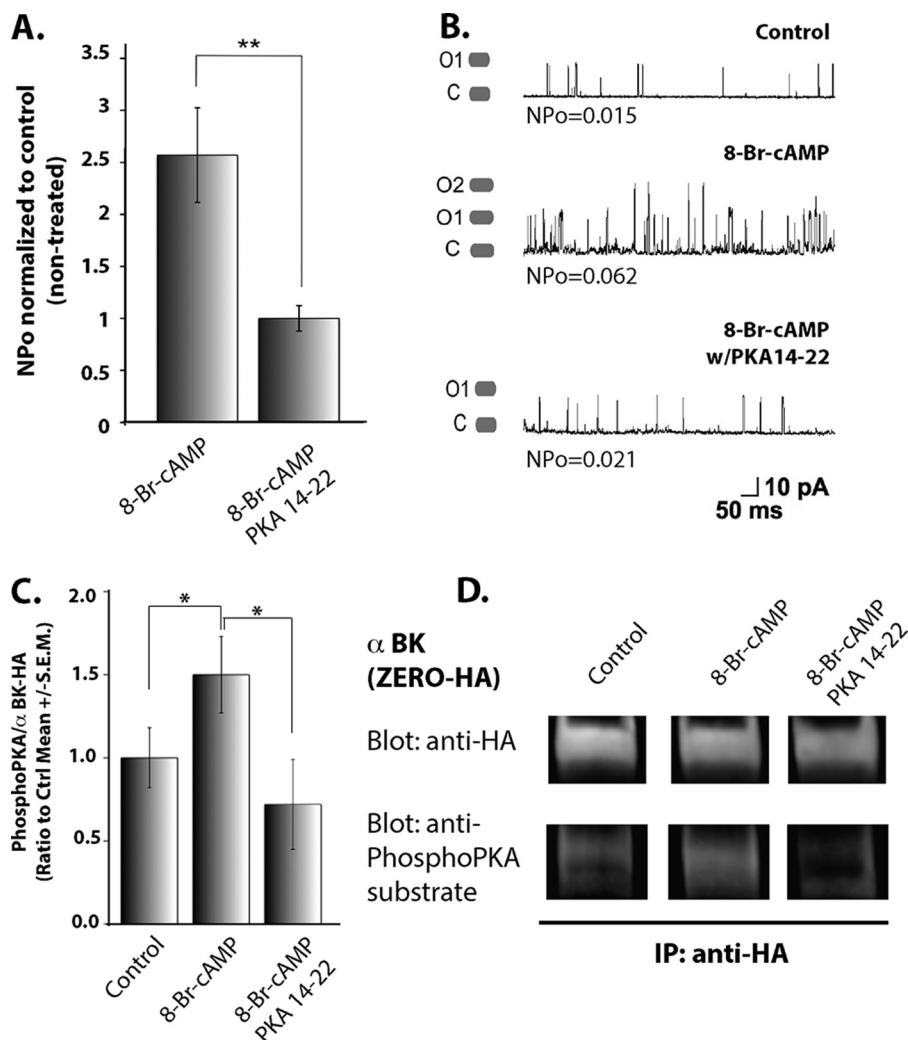 A.
3.5
3
2.5
2
1.5
1
0.5
0
NPo normalized to control
(non-treated)
**
8-Br-cAMP
8-Br-cAMP
PKA 14-22
B.
Control
O1
C
NPo=0.015
8-Br-cAMP
O2
O1
C
NPo=0.062
8-Br-cAMP
w/PKA14-22
O1
C
NPo=0.021
10 pA
50 ms
C.
2.0
1.5
1.0
0.5
0.0
PhosphoPKA/α BK-HA
(Ratio to Ctrl Mean +/-S.E.M.)
*
*
Control
8-Br-cAMP
8-Br-cAMP
PKA 14-22
D.
α BK
(ZERO-HA)
Control
8-Br-cAMP
8-Br-cAMP
PKA 14-22
Blot: anti-HA
Blot: anti-
PhosphoPKA
substrate
IP: anti-HA